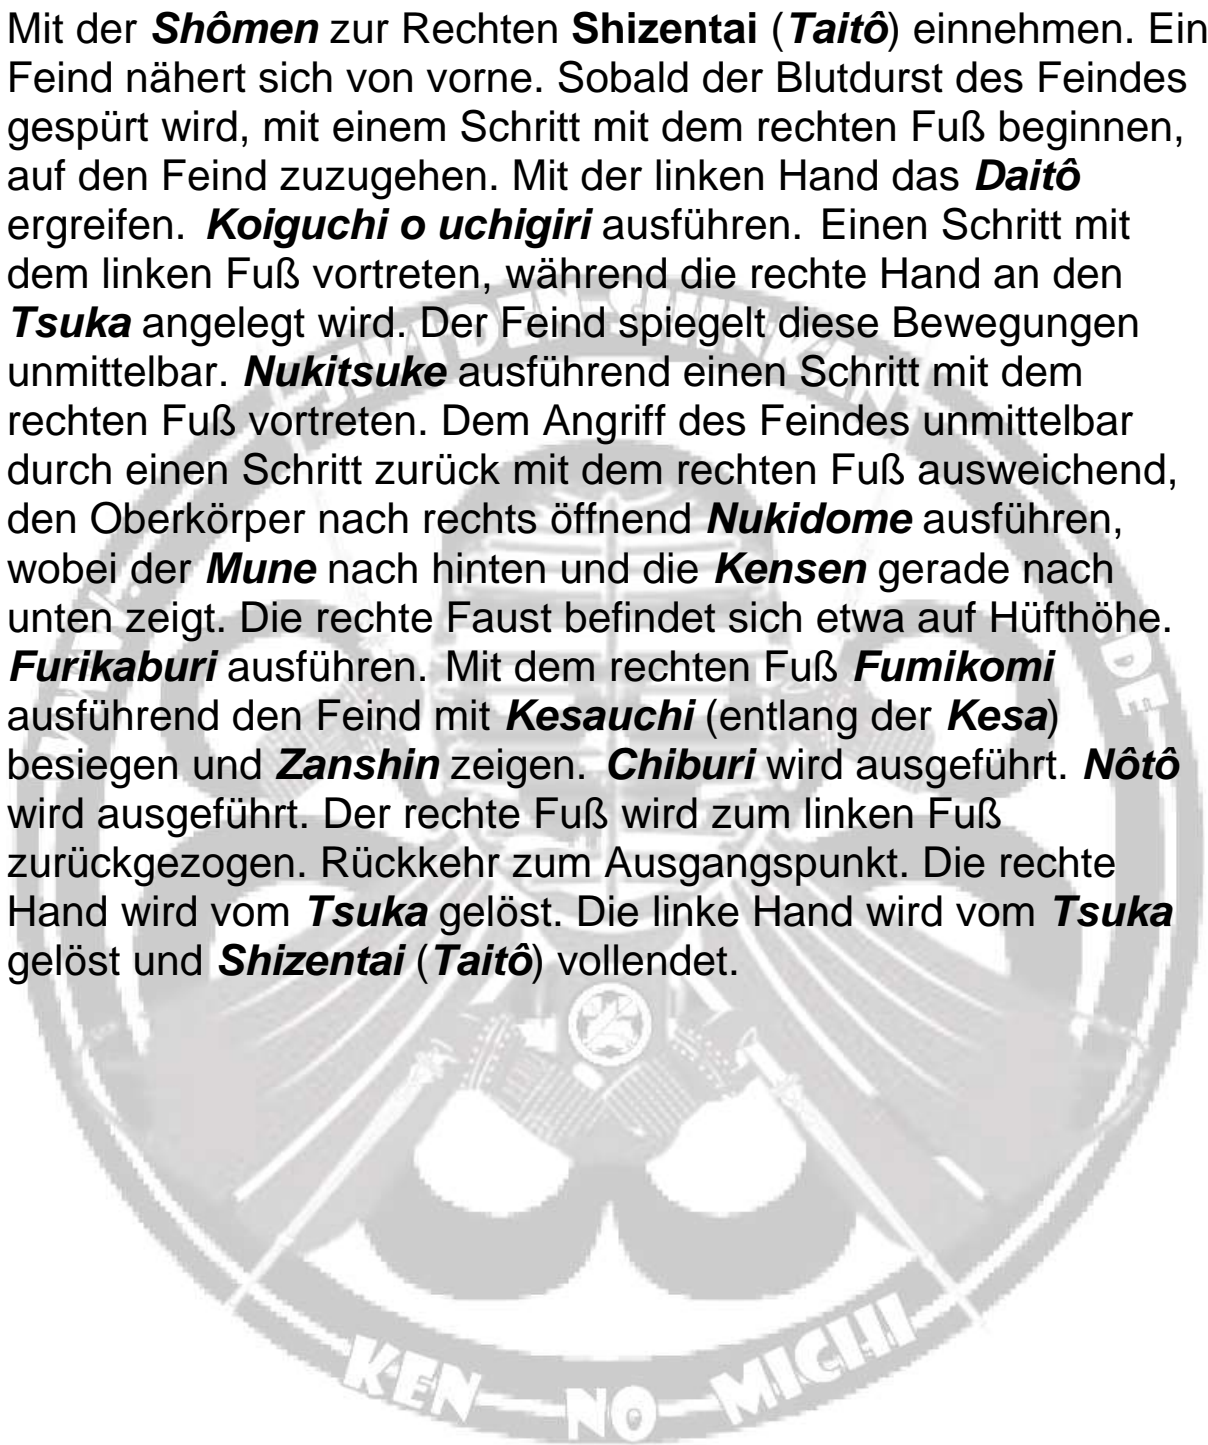 Mit der Shômen zur Rechten Shizentai (Taitô) einnehmen. Ein
Feind nähert sich von vorne. Sobald der Blutdurst des Feindes
gespürt wird, mit einem Schritt mit dem rechten Fuß beginnen,
auf den Feind zuzugehen. Mit der linken Hand das Daitô
ergreifen. Koiguchi o uchigiri ausführen. Einen Schritt mit
dem linken Fuß vortreten, während die rechte Hand an den
Tsuka angelegt wird. Der Feind spiegelt diese Bewegungen
unmittelbar. Nukitsuke ausführend einen Schritt mit dem
rechten Fuß vortreten. Dem Angriff des Feindes unmittelbar
durch einen Schritt zurück mit dem rechten Fuß ausweichend,
den Oberkörper nach rechts öffnend Nukidome ausführen,
wobei der Mune nach hinten und die Kensen gerade nach
unten zeigt. Die rechte Faust befindet sich etwa auf Hüfthöhe.
Furikaburi ausführen. Mit dem rechten Fuß Fumikomi
ausführend den Feind mit Kesauchi (entlang der Kesa)
besiegen und Zanshin zeigen. Chiburi wird ausgeführt. Nôtô
wird ausgeführt. Der rechte Fuß wird zum linken Fuß
zurückgezogen. Rückkehr zum Ausgangspunkt. Die rechte
Hand wird vom Tsuka gelöst. Die linke Hand wird vom Tsuka
gelöst und Shizentai (Taitô) vollendet.
KEN NO MICHI